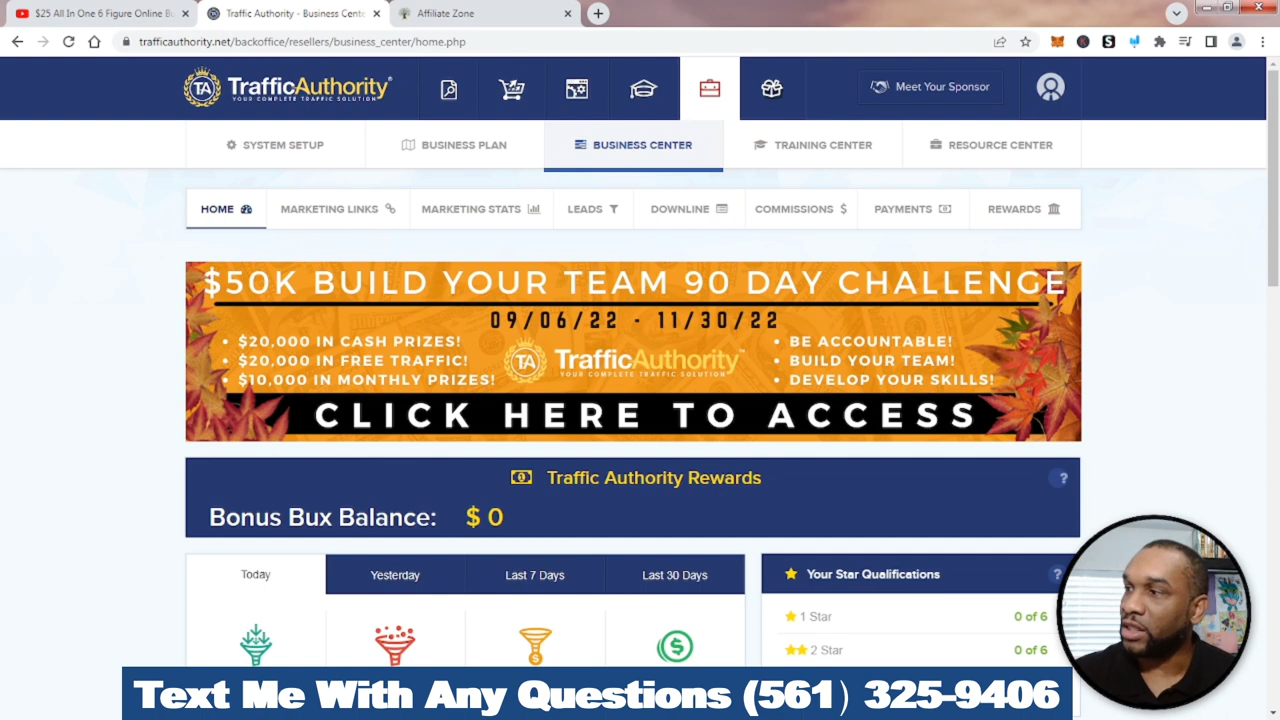 $25 All In One 6 Figure Online Bu
Traffic Authority - Business Cente
Affiliate Zone
trafficauthority.net/backoffice/resellers/business_center/home.php
TA TrafficAuthority®
YOUR COMPLETE TRAFFIC SOLUTION
Meet Your Sponsor
SYSTEM SETUP
BUSINESS PLAN
BUSINESS CENTER
TRAINING CENTER
RESOURCE CENTER
HOME
MARKETING LINKS
MARKETING STATS
LEADS
DOWNLINE
COMMISSIONS $
PAYMENTS
REWARDS
$50K BUILD YOUR TEAM 90 DAY CHALLENGE
09/06/22 - 11/30/22
• $20,000 IN CASH PRIZES!
• $20,000 IN FREE TRAFFIC!
• $10,000 IN MONTHLY PRIZES!
TA TrafficAuthority™
YOUR COMPLETE TRAFFIC SOLUTION
• BE ACCOUNTABLE!
• BUILD YOUR TEAM!
• DEVELOP YOUR SKILLS!
CLICK HERE TO ACCESS
Traffic Authority Rewards
?
Bonus Bux Balance: $ 0
Today
Yesterday
Last 7 Days
Last 30 Days
Your Star Qualifications
?
1 Star 0 of 6
2 Star 0 of 6
Text Me With Any Questions (561) 325-9406